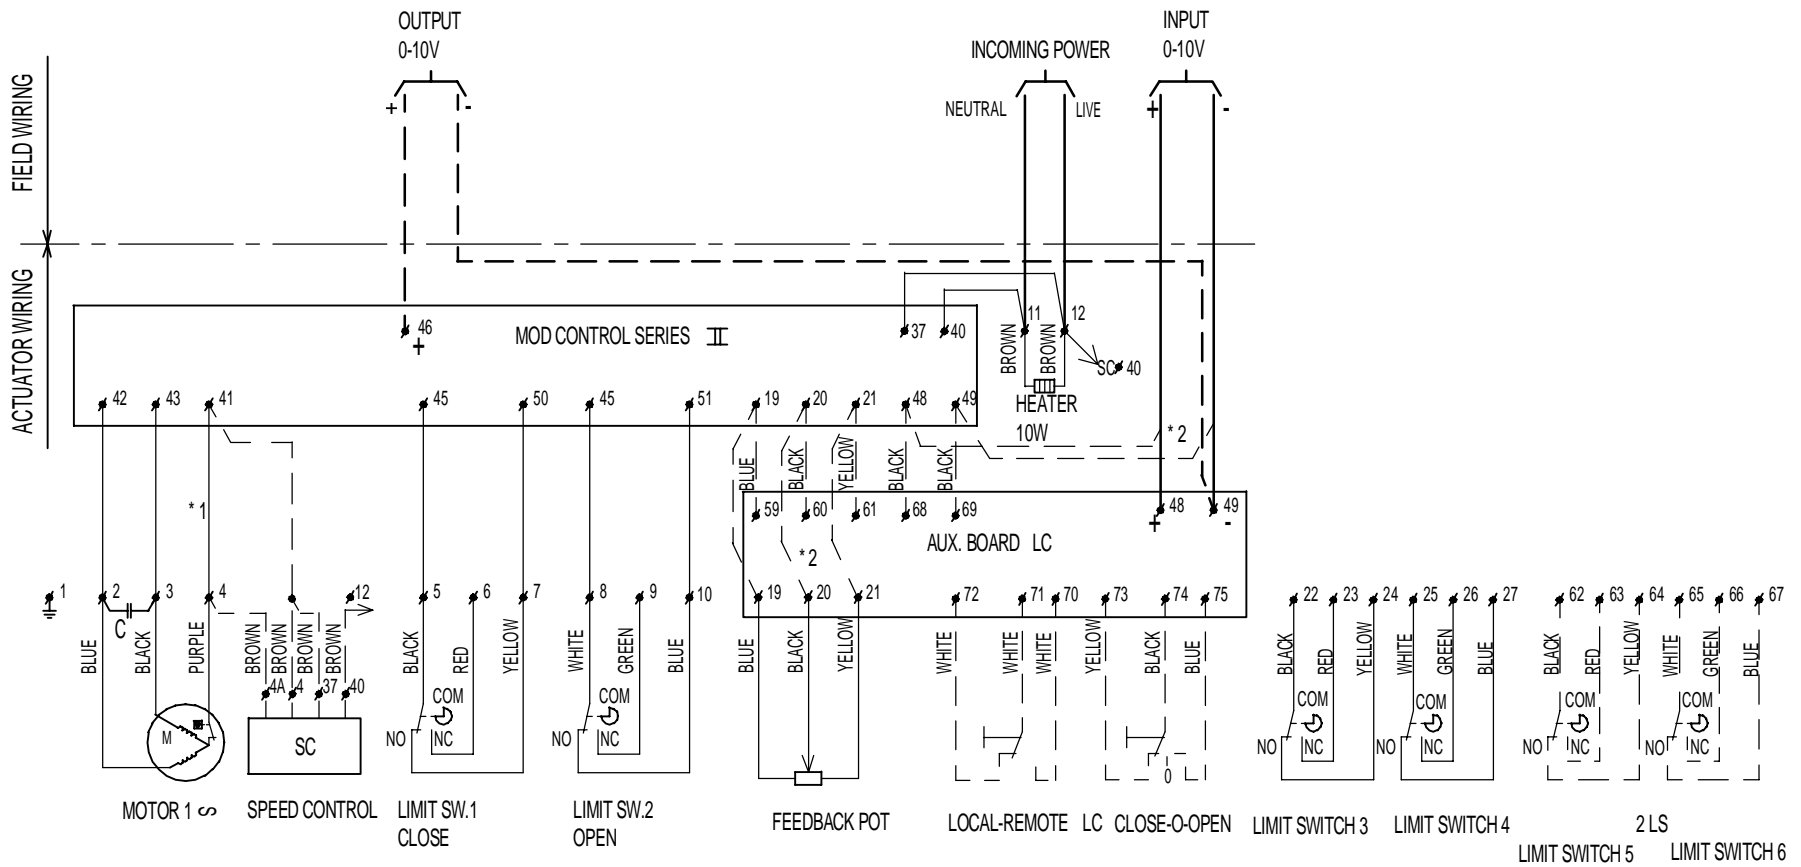 OUTPUT
0-10V
+ -
INCOMING POWER
NEUTRAL LIVE
INPUT
0-10V
+ -
FIELD WIRING
ACTUATOR WIRING
46
+
MOD CONTROL SERIES II
37 40
11 12
BROWN BROWN
SC 40
HEATER
10W
42 43 41 45 50 45 51 19 20 21 48 49
* 2
BLUE BLACK YELLOW BLACK BLACK
* 1
59 60 61 68 69
48 49
+ -
AUX. BOARD LC
* 2
1 2 3 4 12 5 6 7 8 9 10 19 20 21 72 71 70 73 74 75 22 23 24 25 26 27 62 63 64 65 66 67
C
BLUE BLACK PURPLE BROWN BROWN BROWN BROWN
4A 4 37 40
M
SC
BLACK RED YELLOW
COM
NO NC
WHITE GREEN BLUE
COM
NO NC
BLUE BLACK YELLOW
WHITE WHITE WHITE
YELLOW BLACK BLUE
0
BLACK RED YELLOW
COM
NO NC
WHITE GREEN BLUE
COM
NO NC
BLACK RED YELLOW
COM
NO NC
WHITE GREEN BLUE
COM
NO NC
MOTOR 1 S
SPEED CONTROL
LIMIT SW.1
CLOSE
LIMIT SW.2
OPEN
FEEDBACK POT
LOCAL-REMOTE LC CLOSE-O-OPEN
LIMIT SWITCH 3
LIMIT SWITCH 4
2 LS
LIMIT SWITCH 5
LIMIT SWITCH 6